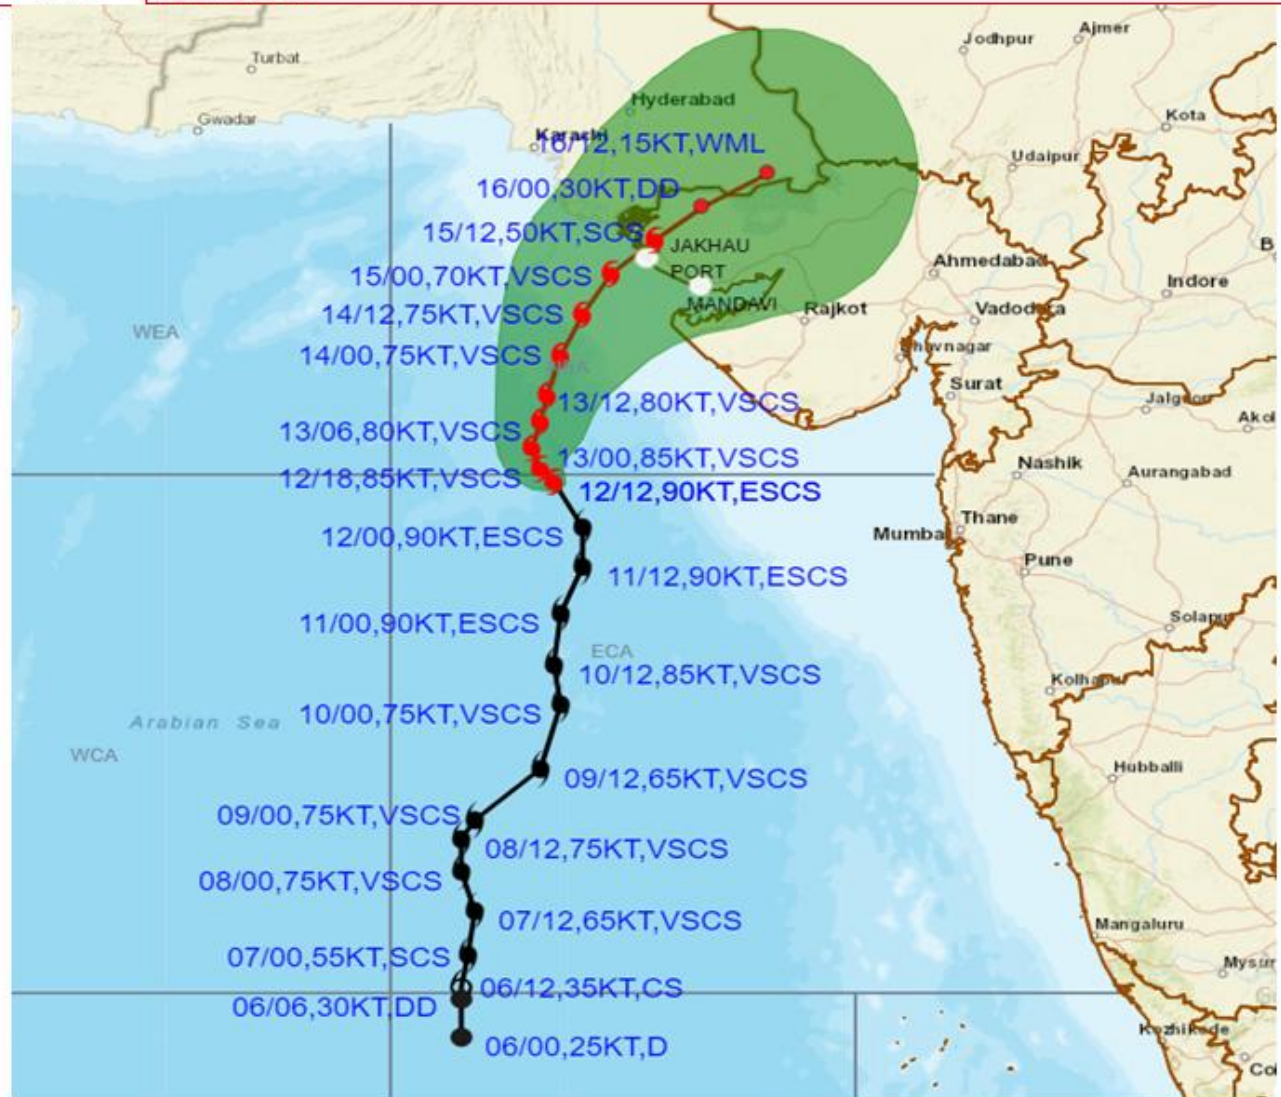 Jodhpur
Ajmer
Turbat
Hyderabad
Gwadar
Kota
Karachi
16/12,15KT,WML
Udaipur
16/00,30KT,DD
15/12,50KT,SCS
JAKHAU
PORT
Ahmedabad
15/00,70KT,VSCS
Indore
MANDAVI
Rajkot
Vadodara
14/12,75KT,VSCS
WEA
14/00,75KT,VSCS
Bhavnagar
Surat
13/12,80KT,VSCS
Jalgaon
Akol
13/06,80KT,VSCS
13/00,85KT,VSCS
Nashik
Aurangabad
12/18,85KT,VSCS
12/12,90KT,ESCS
Thane
12/00,90KT,ESCS
Mumbai
Pune
11/12,90KT,ESCS
11/00,90KT,ESCS
Solapur
ECA
10/12,85KT,VSCS
Kolhapur
10/00,75KT,VSCS
Arabian Sea
WCA
09/12,65KT,VSCS
Hubballi
09/00,75KT,VSCS
08/12,75KT,VSCS
08/00,75KT,VSCS
07/12,65KT,VSCS
Mangaluru
07/00,55KT,SCS
Mysur
06/12,35KT,CS
06/06,30KT,DD
Kozhikode
06/00,25KT,D
Co